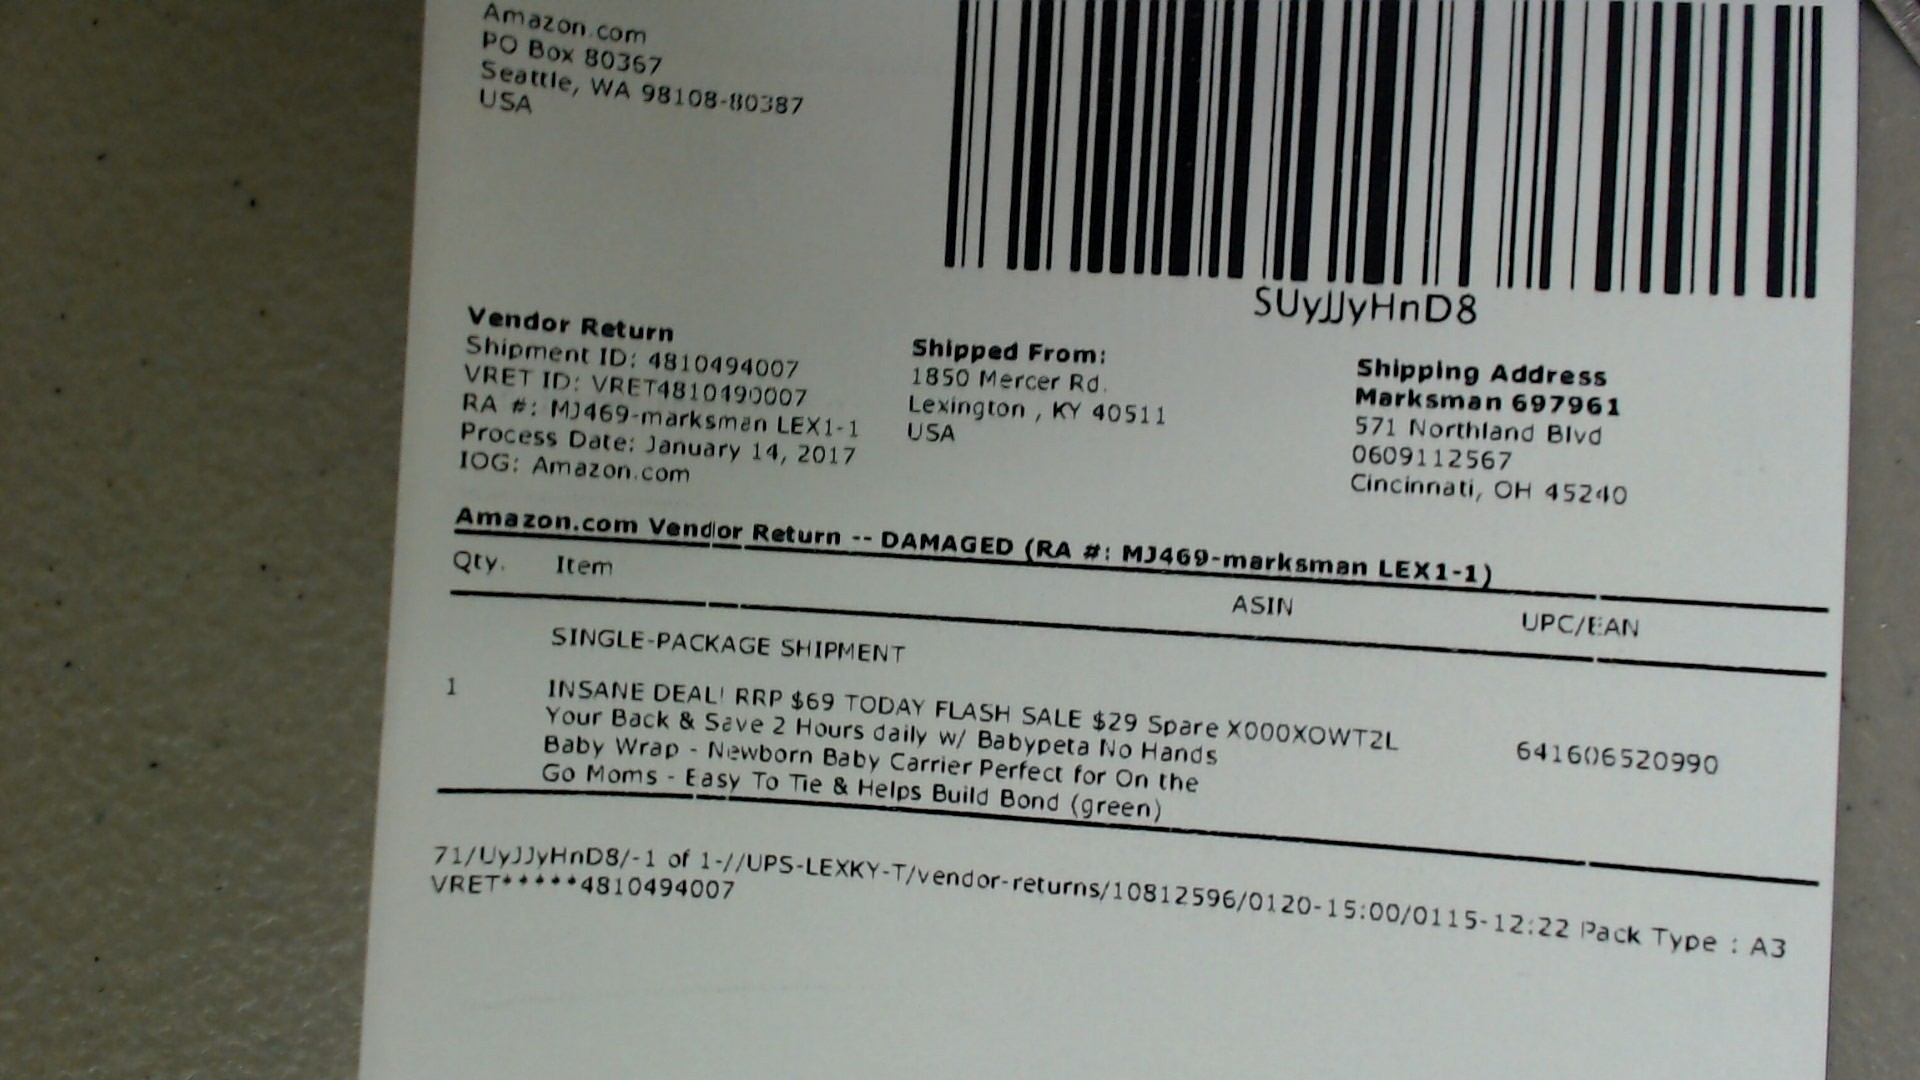 Amazon.com
PO Box 80367
Seattle, WA 98108-80387
USA
SUyJJyHnD8
Vendor Return
Shipment ID: 4810494007
VRET ID: VRET4810490007
RA #: MJ469-marksman LEX1-1
Process Date: January 14, 2017
IOG: Amazon.com
Shipped From:
1850 Mercer Rd.
Lexington , KY 40511
USA
Shipping Address
Marksman 697961
571 Northland Blvd
0609112567
Cincinnati, OH 45240
Amazon.com Vendor Return -- DAMAGED (RA #: MJ469-marksman LEX1-1)
Qty. Item ASIN UPC/EAN
SINGLE-PACKAGE SHIPMENT
1 INSANE DEAL! RRP $69 TODAY FLASH SALE $29 Spare X000XOWT2L 641606520990
Your Back & Save 2 Hours daily w/ Babypeta No Hands
Baby Wrap - Newborn Baby Carrier Perfect for On the
Go Moms - Easy To Tie & Helps Build Bond (green)
71/UyJJyHnD8/-1 of 1-//UPS-LEXKY-T/vendor-returns/10812596/0120-15:00/0115-12:22 Pack Type : A3
VRET*****4810494007